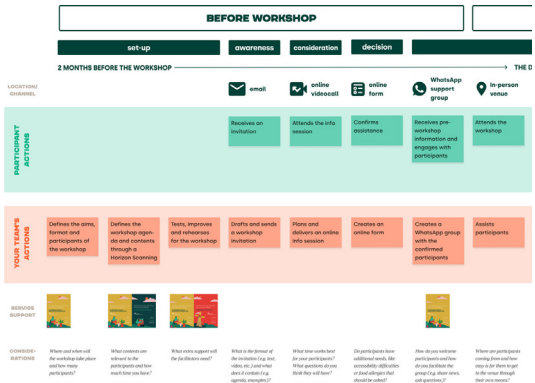 BEFORE WORKSHOP
set-up
awareness
consideration
decision
2 MONTHS BEFORE THE WORKSHOP
THE D
LOCATION/
CHANNEL
email
online
videocall
online
form
WhatsApp
support
group
In-person
venue
PARTICIPANT
ACTIONS
Receives an
invitation
Attends the info
session
Confirms
assistance
Receives pre-
workshop
information and
engages with
participants
Attends the
workshop
YOUR TEAM'S
ACTIONS
Defines the aims,
format and
participants of
the workshop
Defines the
workshop agen-
da and contents
through a
Horizon Scanning
Tests, improves
and rehearses
for the workshop
Drafts and sends
a workshop
invitation
Plans and
delivers an online
info session
Creates an
online form
Creates a
WhatsApp group
with the
confirmed
participants
Assists
participants
SERVICE
SUPPORT
CONSIDE-
RATIONS
Where and when will
the workshop take place
and how many
participants?
What contents are
relevant to the
participants and how
much time you have?
What extra support will
the facilitators need?
What is the format of
the invitation (e.g. text,
video, etc.) and what
does it contain (e.g.
agenda, examples)?
What time works best
for your participants?
What questions do you
think they will have?
Do participants have
additional needs, like
accessibility difficulties
or food allergies that
should be asked?
How do you welcome
participants and how
do you facilitate the
group (e.g. share news,
ask questions)?
Where are participants
coming from and how
easy is for them to get
to the venue through
their own means?